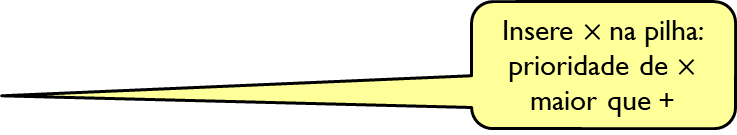 Insere × na pilha:
prioridade de ×
maior que +